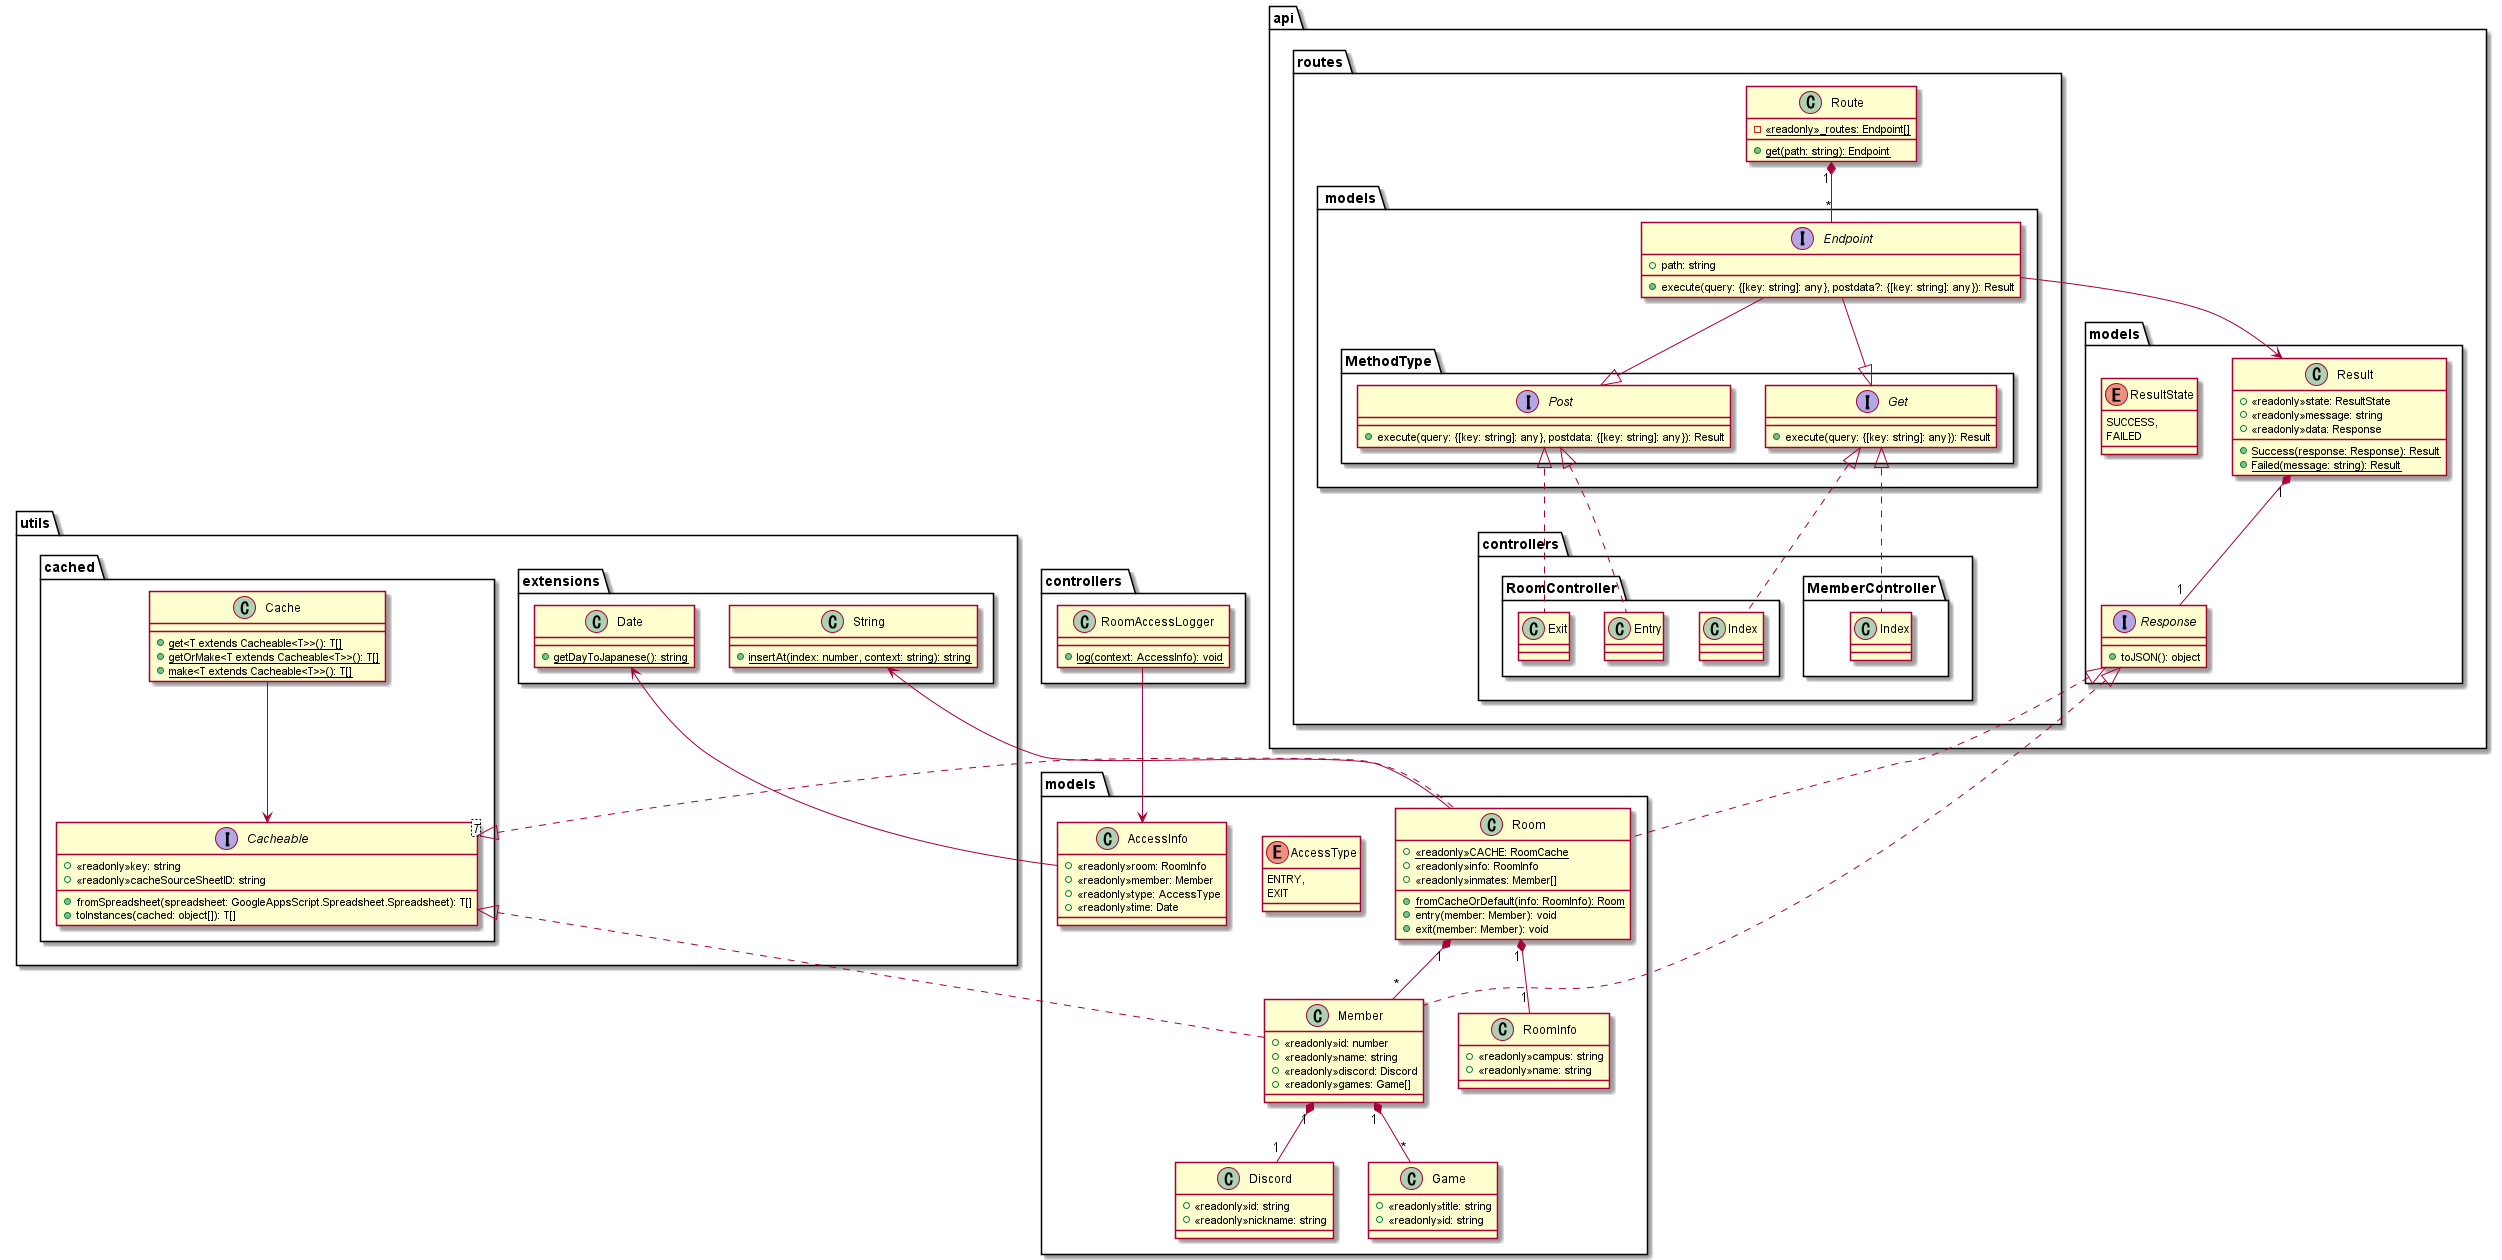 api
routes
Route
«readonly»_routes: Endpoint[]
get(path: string): Endpoint
1
*
models
Endpoint
path: string
execute(query: {[key: string]: any}, postdata?: {[key: string]: any}): Result
MethodType
Post
execute(query: {[key: string]: any}, postdata: {[key: string]: any}): Result
Get
execute(query: {[key: string]: any}): Result
controllers
RoomController
Exit
Entry
Index
MemberController
Index
models
ResultState
SUCCESS,
FAILED
Result
«readonly»state: ResultState
«readonly»message: string
«readonly»data: Response
Success(response: Response): Result
Failed(message: string): Result
1
1
Response
toJSON(): object
utils
cached
Cache
get<T extends Cacheable<T>>(): T[]
getOrMake<T extends Cacheable<T>>(): T[]
make<T extends Cacheable<T>>(): T[]
Cacheable
T
«readonly»key: string
«readonly»cacheSourceSheetID: string
fromSpreadsheet(spreadsheet: GoogleAppsScript.Spreadsheet.Spreadsheet): T[]
toInstances(cached: object[]): T[]
extensions
Date
getDayToJapanese(): string
String
insertAt(index: number, context: string): string
controllers
RoomAccessLogger
log(context: AccessInfo): void
models
AccessInfo
«readonly»room: RoomInfo
«readonly»member: Member
«readonly»type: AccessType
«readonly»time: Date
AccessType
ENTRY,
EXIT
Room
«readonly»CACHE: RoomCache
«readonly»info: RoomInfo
«readonly»inmates: Member[]
fromCacheOrDefault(info: RoomInfo): Room
entry(member: Member): void
exit(member: Member): void
1
*
1
1
Member
«readonly»id: number
«readonly»name: string
«readonly»discord: Discord
«readonly»games: Game[]
RoomInfo
«readonly»campus: string
«readonly»name: string
1
1
1
*
Discord
«readonly»id: string
«readonly»nickname: string
Game
«readonly»title: string
«readonly»id: string